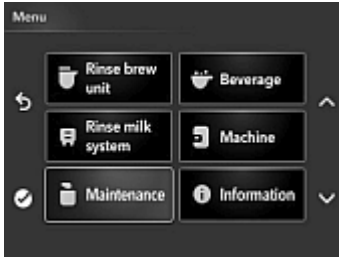 Menu
Rinse brew
unit
Beverage
Rinse milk
system
Machine
Maintenance
Information